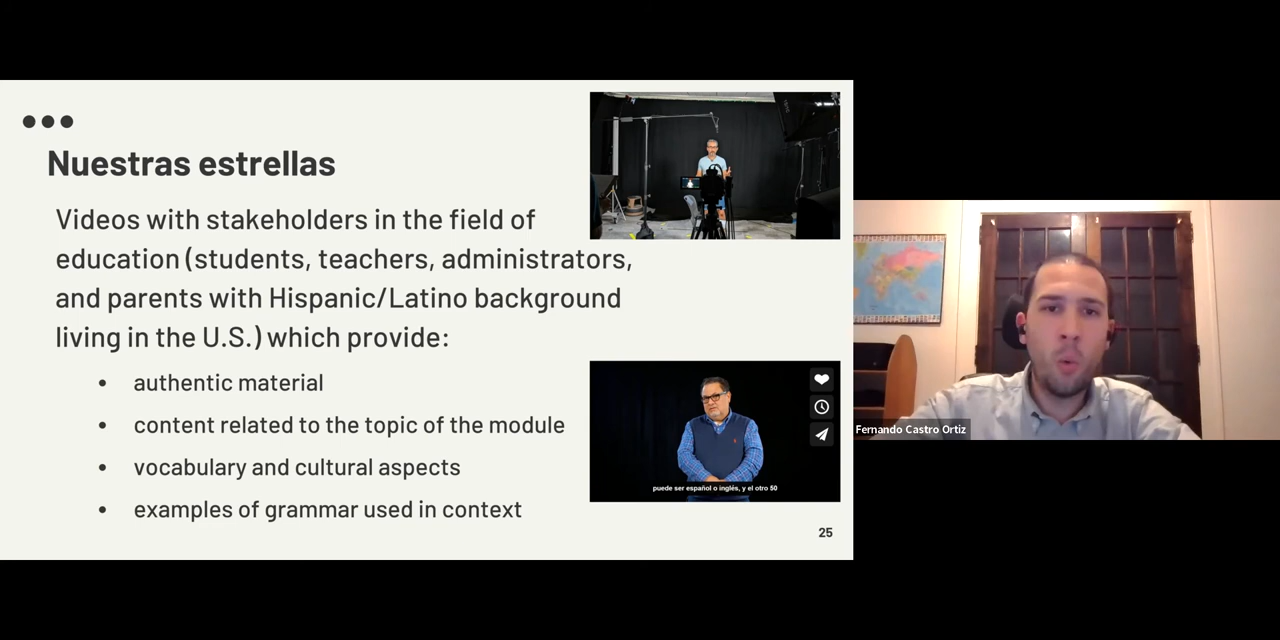 Nuestras estrellas
Videos with stakeholders in the field of
education (students, teachers, administrators,
and parents with Hispanic/Latino background
living in the U.S.) which provide:
• authentic material
• content related to the topic of the module
• vocabulary and cultural aspects
• examples of grammar used in context
puede ser español o inglés, y el otro 50
25
Fernando Castro Ortiz